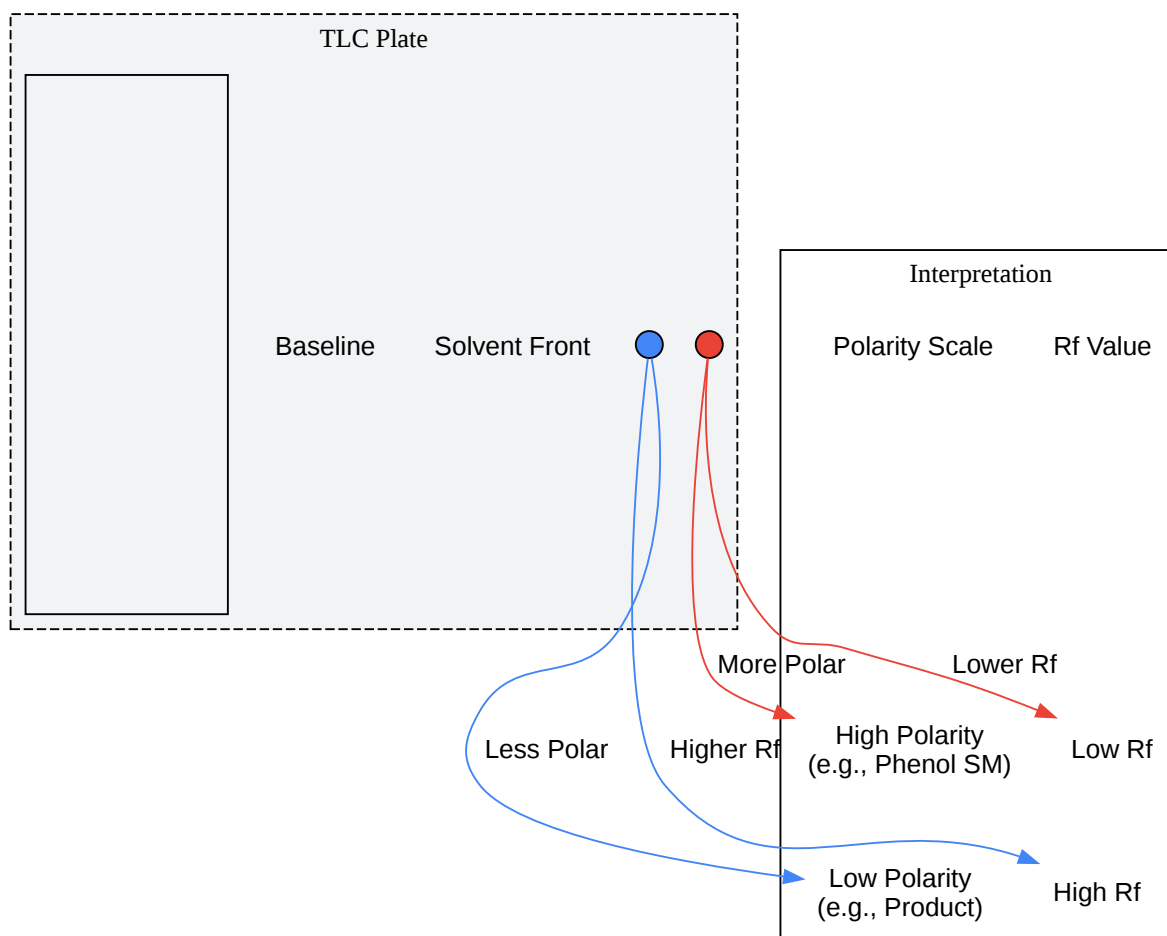 TLC Plate
Interpretation
Baseline
Solvent Front
Polarity Scale
Rf Value
More Polar
Lower Rf
Less Polar
Higher Rf
High Polarity
(e.g., Phenol SM)
Low Rf
Low Polarity
(e.g., Product)
High Rf